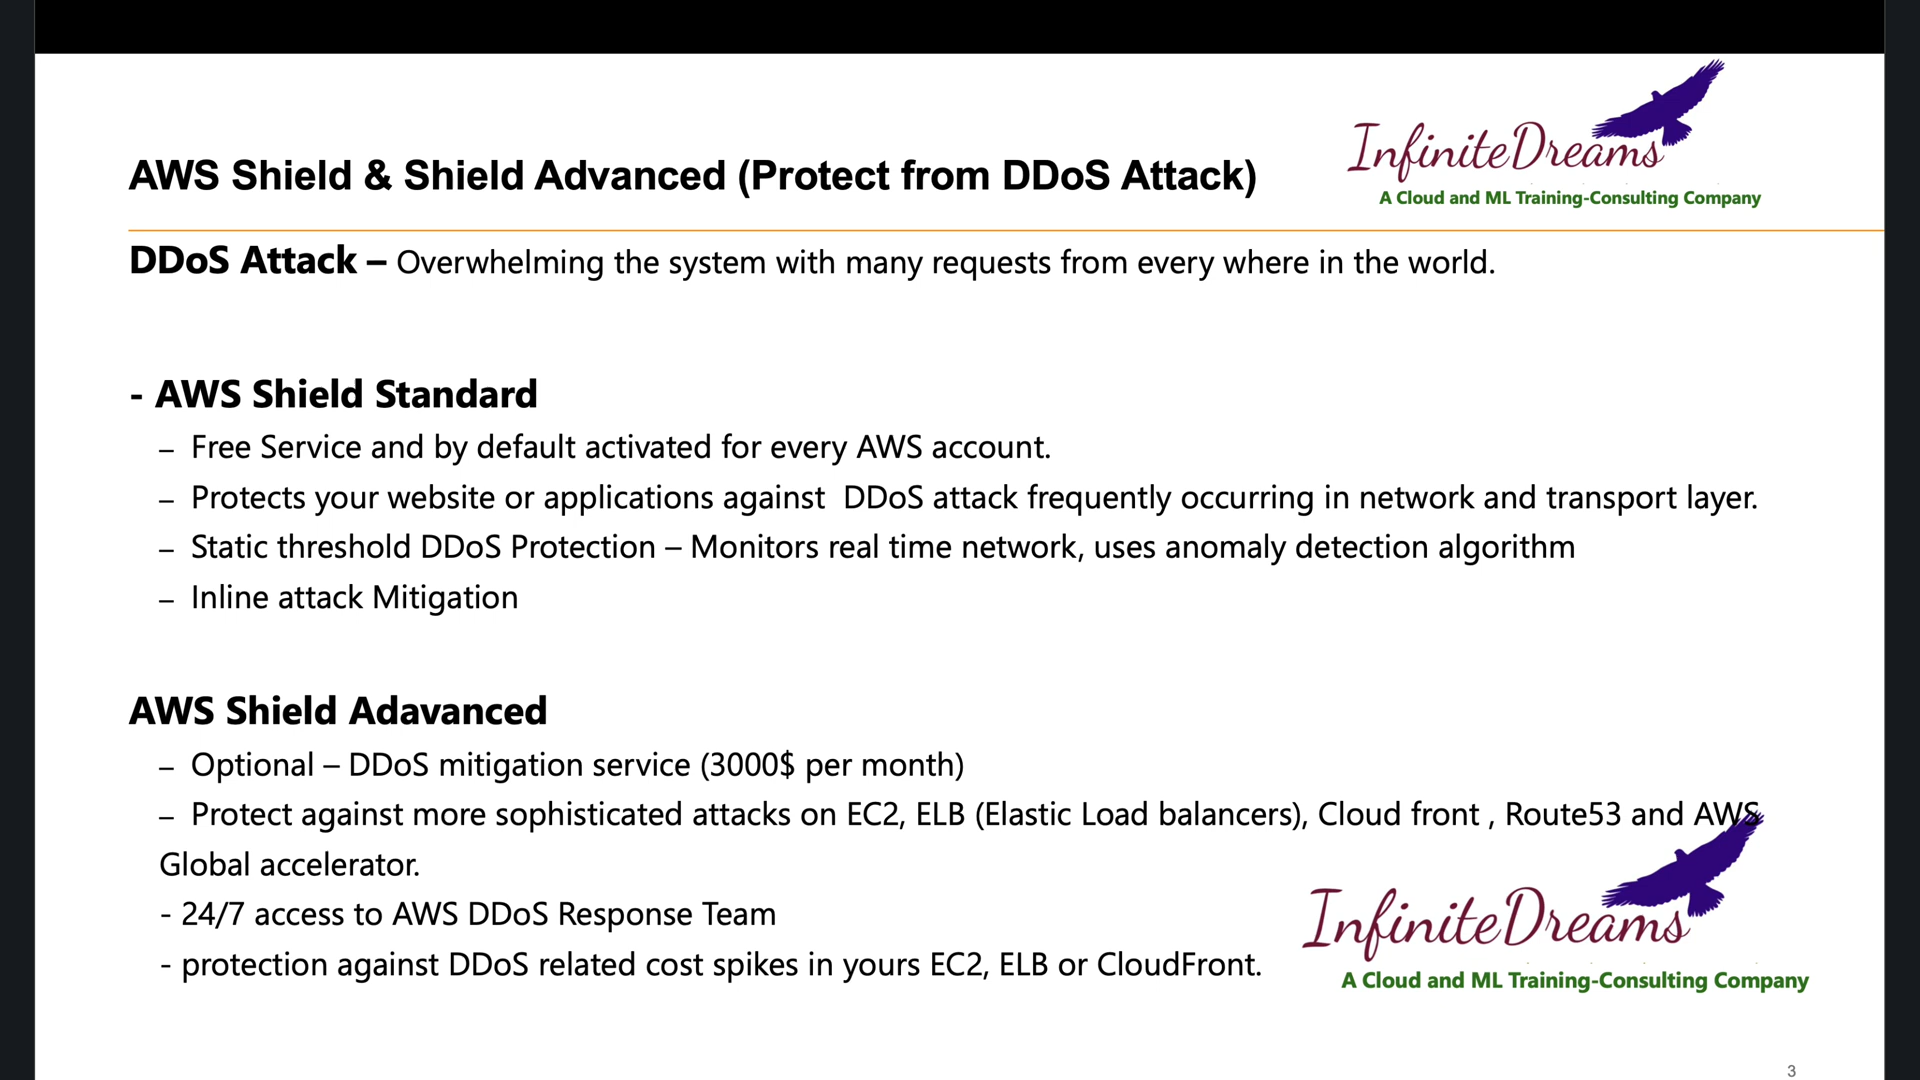 InfiniteDreams
A Cloud and ML Training-Consulting Company
AWS Shield & Shield Advanced (Protect from DDoS Attack)
DDoS Attack – Overwhelming the system with many requests from every where in the world.
- AWS Shield Standard
– Free Service and by default activated for every AWS account.
– Protects your website or applications against  DDoS attack frequently occurring in network and transport layer.
– Static threshold DDoS Protection – Monitors real time network, uses anomaly detection algorithm
– Inline attack Mitigation
AWS Shield Adavanced
– Optional – DDoS mitigation service (3000$ per month)
– Protect against more sophisticated attacks on EC2, ELB (Elastic Load balancers), Cloud front , Route53 and AWS
Global accelerator.
- 24/7 access to AWS DDoS Response Team
- protection against DDoS related cost spikes in yours EC2, ELB or CloudFront.
InfiniteDreams
A Cloud and ML Training-Consulting Company
3